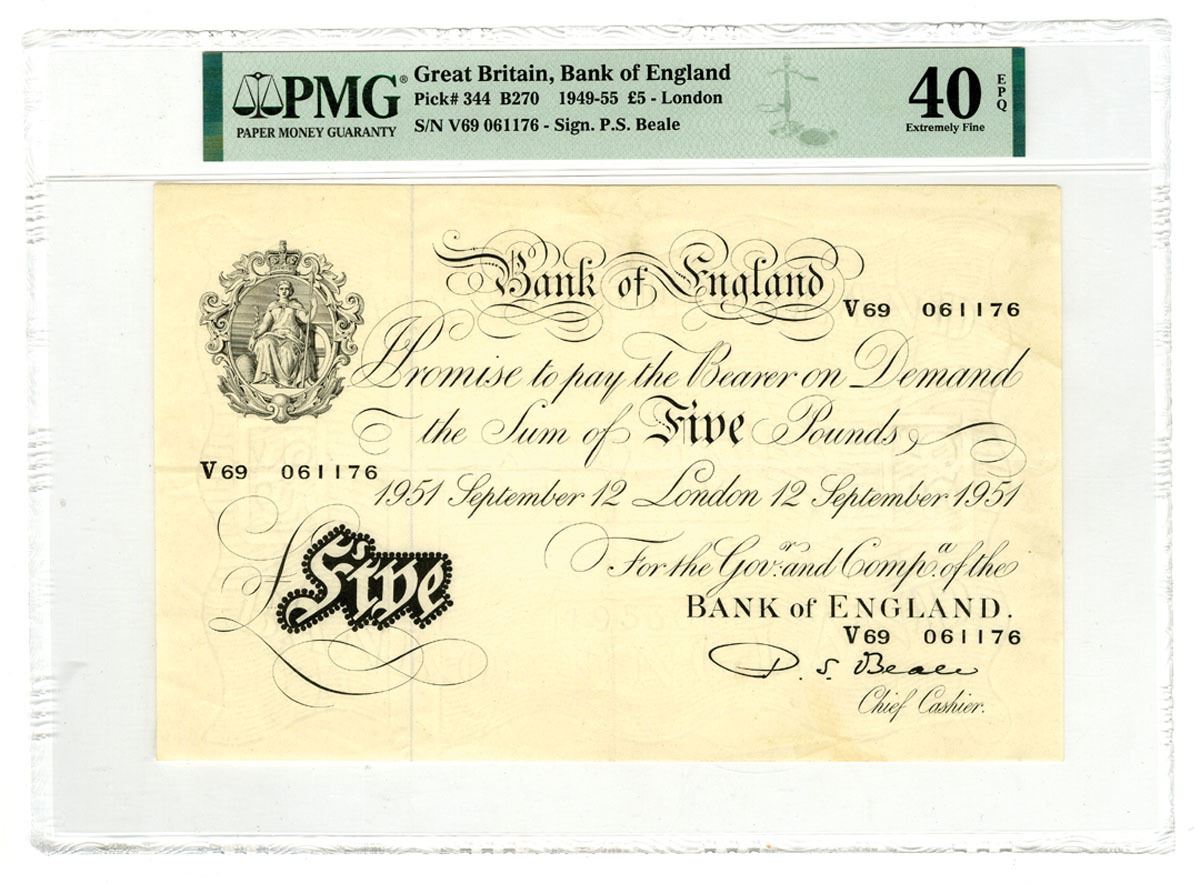 PMG®
PAPER MONEY GUARANTY
Great Britain, Bank of England
Pick# 344 B270 1949-55 £5 - London
S/N V69 061176 - Sign. P.S. Beale
40
Extremely Fine
EPQ
Bank of England
V69 061176
I Promise to pay the Bearer on Demand
the Sum of Five Pounds
V69 061176
1951 September 12 London 12 September 1951
£Five
For the Gov.r and Comp.a of the
BANK of ENGLAND.
V69 061176
P. S. Beale
Chief Cashier.